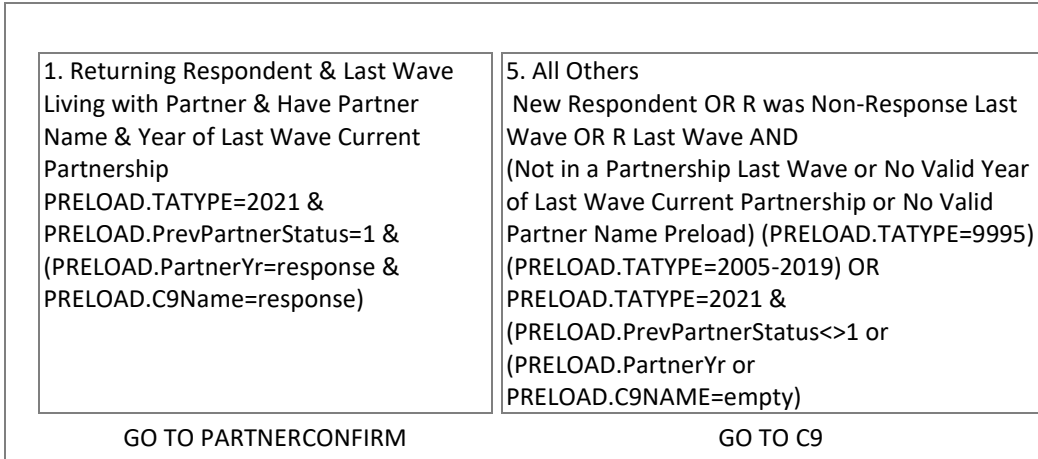 1. Returning Respondent & Last Wave
Living with Partner & Have Partner
Name & Year of Last Wave Current
Partnership
PRELOAD.TATYPE=2021 &
PRELOAD.PrevPartnerStatus=1 &
(PRELOAD.PartnerYr=response &
PRELOAD.C9Name=response)
GO TO PARTNERCONFIRM
5. All Others
New Respondent OR R was Non-Response Last
Wave OR R Last Wave AND
(Not in a Partnership Last Wave or No Valid Year
of Last Wave Current Partnership or No Valid
Partner Name Preload) (PRELOAD.TATYPE=9995)
(PRELOAD.TATYPE=2005-2019) OR
PRELOAD.TATYPE=2021 &
(PRELOAD.PrevPartnerStatus<>1 or
(PRELOAD.PartnerYr or
PRELOAD.C9NAME=empty)
GO TO C9